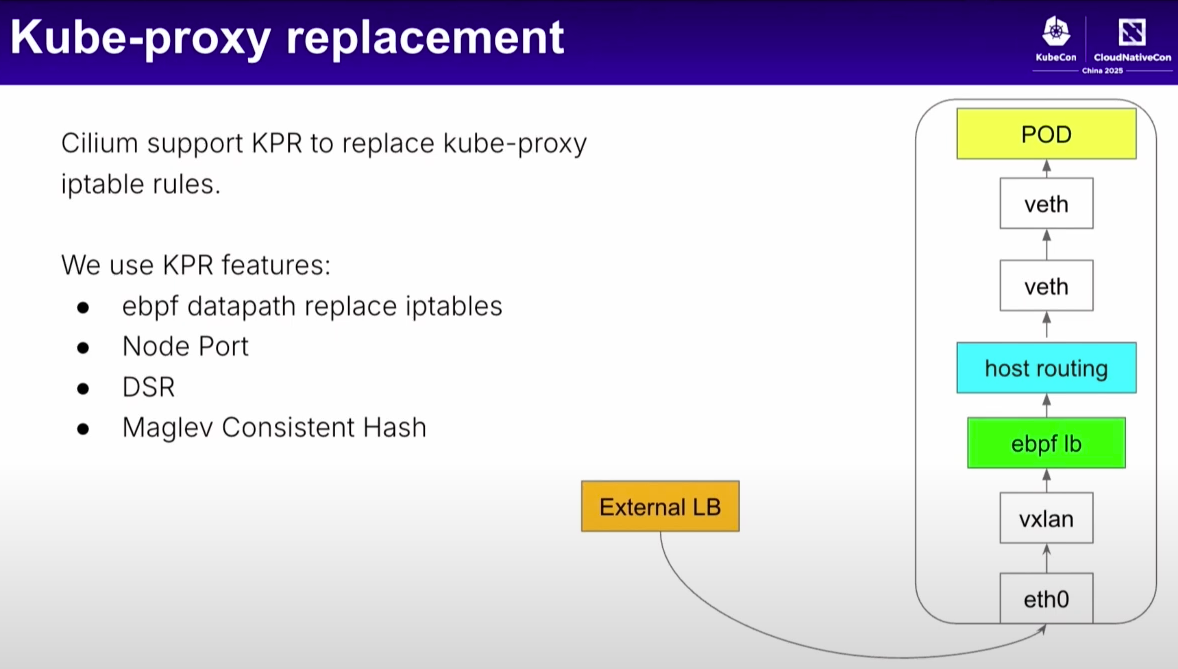 Kube-proxy replacement
KubeCon
CloudNativeCon
China 2025
Cilium support KPR to replace kube-proxy
iptable rules.
We use KPR features:
● ebpf datapath replace iptables
● Node Port
● DSR
● Maglev Consistent Hash
External LB
POD
veth
veth
host routing
ebpf lb
vxlan
eth0